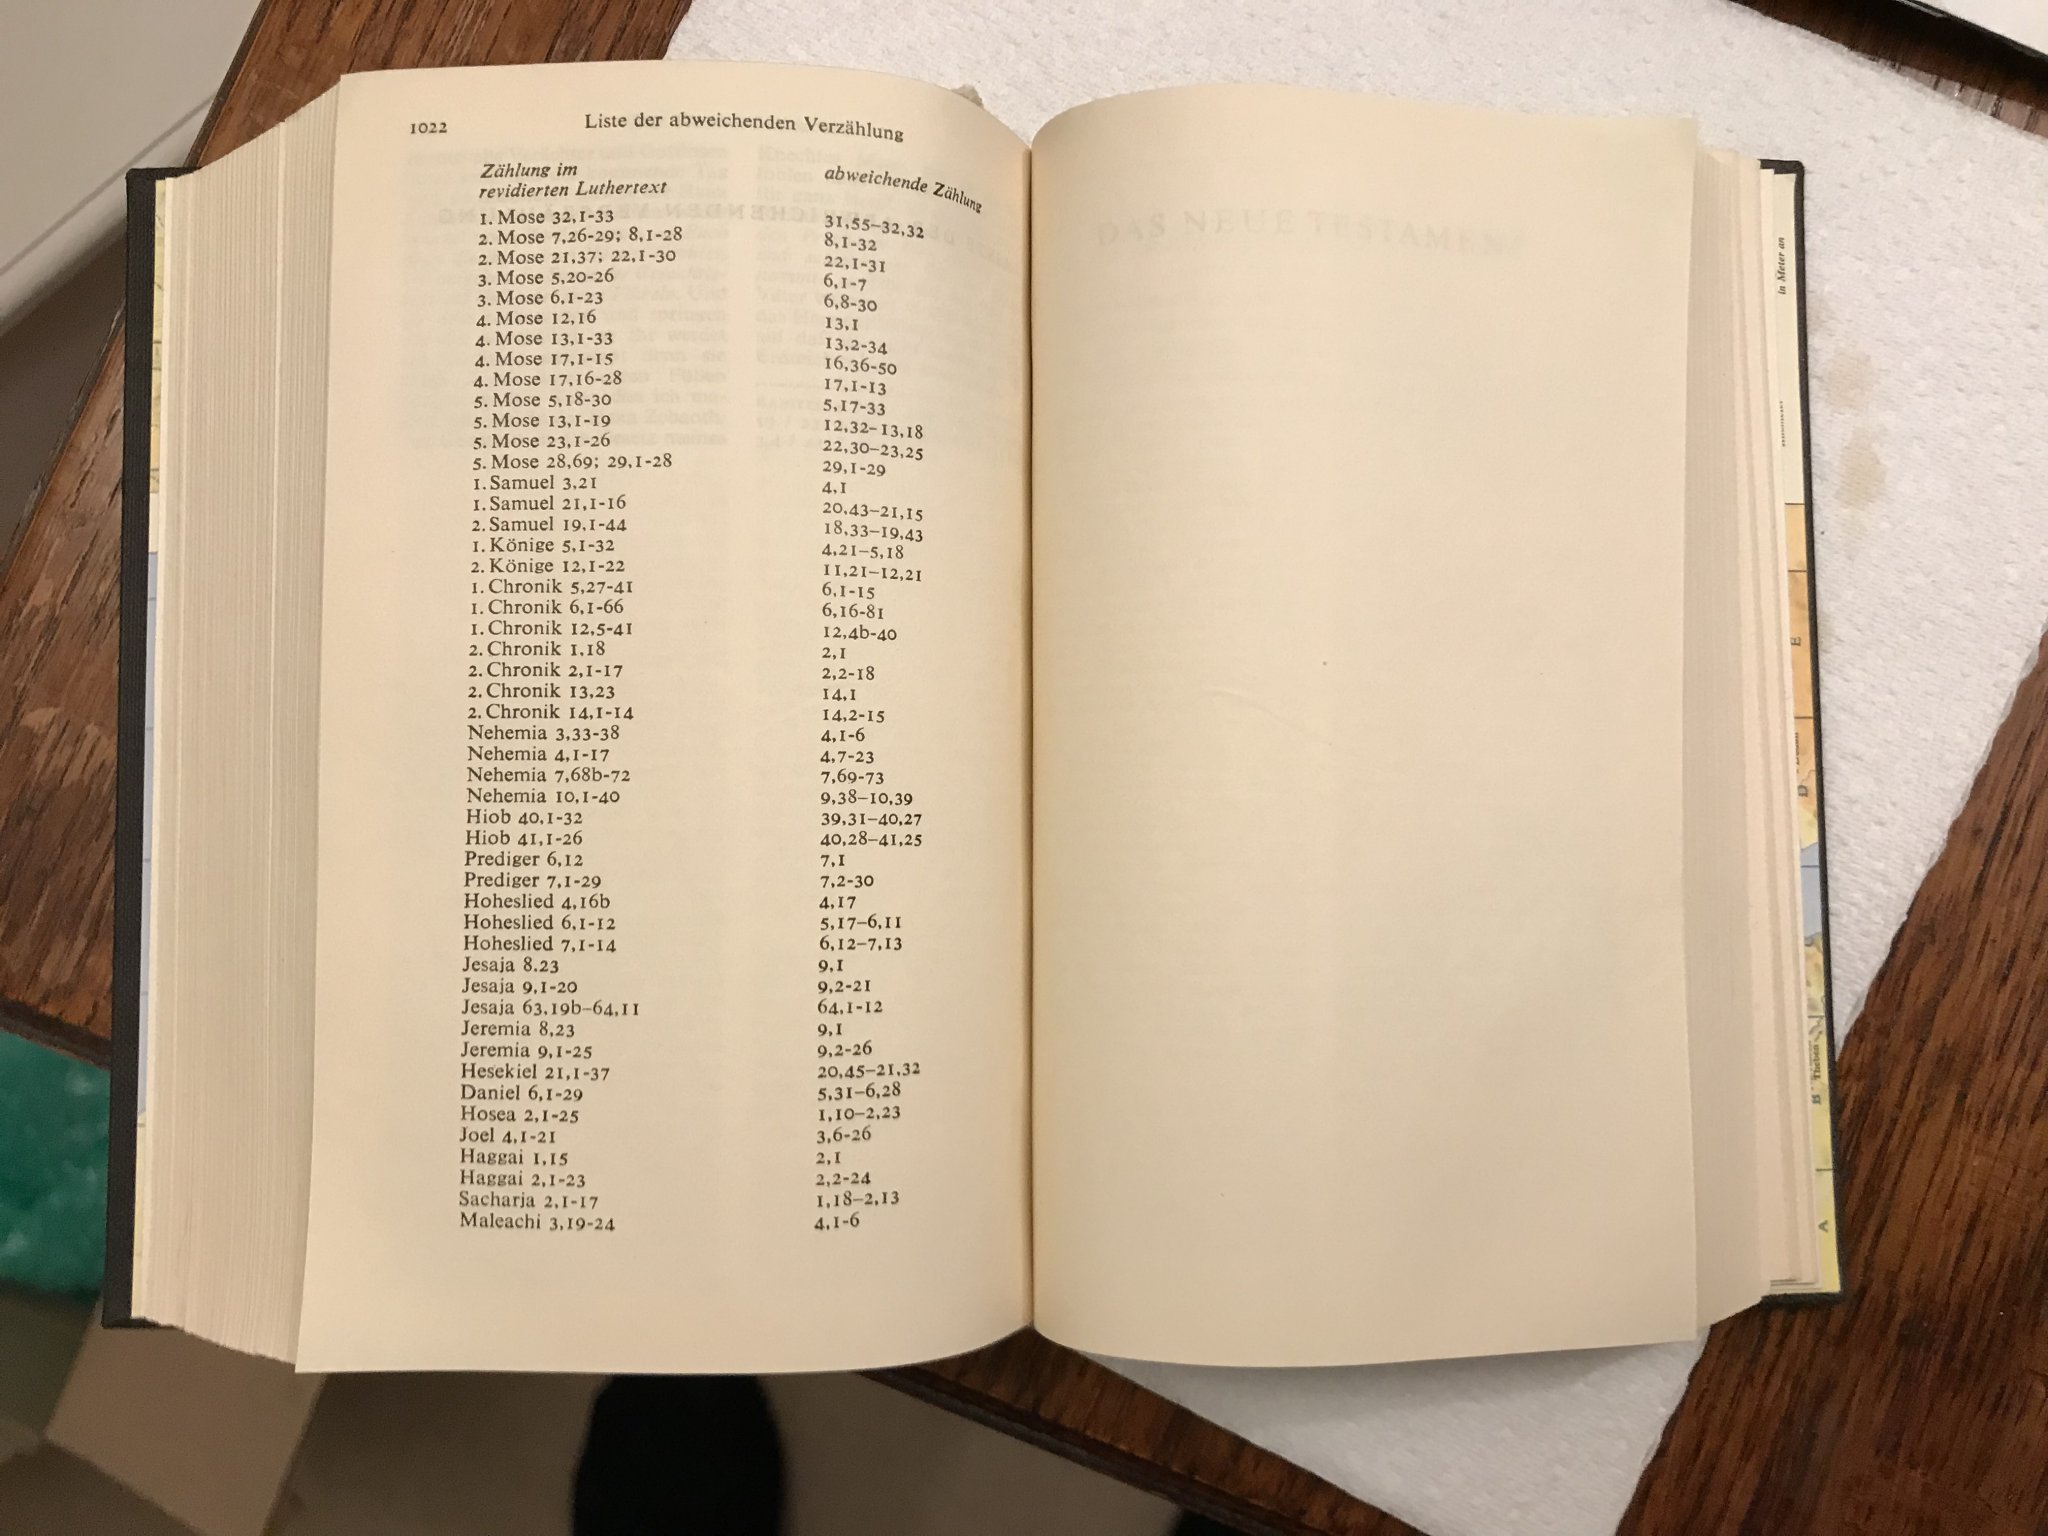 1022
Liste der abweichenden Verzählung
Zählung im
revidierten Luthertext
abweichende Zählung
1. Mose 32,1-33 31,55–32,32
2. Mose 7,26-29; 8,1-28 8,1-32
2. Mose 21,37; 22,1-30 22,1-31
3. Mose 5,20-26 6,1-7
3. Mose 6,1-23 6,8-30
4. Mose 12,16 13,1
4. Mose 13,1-33 13,2-34
4. Mose 17,1-15 16,36-50
4. Mose 17,16-28 17,1-13
5. Mose 5,18-30 5,17-33
5. Mose 13,1-19 12,32–13,18
5. Mose 23,1-26 22,30–23,25
5. Mose 28,69; 29,1-28 29,1-29
1. Samuel 3,21 4,1
1. Samuel 21,1-16 20,43–21,15
2. Samuel 19,1-44 18,33–19,43
1. Könige 5,1-32 4,21–5,18
2. Könige 12,1-22 11,21–12,21
1. Chronik 5,27-41 6,1-15
1. Chronik 6,1-66 6,16-81
1. Chronik 12,5-41 12,4b-40
2. Chronik 1,18 2,1
2. Chronik 2,1-17 2,2-18
2. Chronik 13,23 14,1
2. Chronik 14,1-14 14,2-15
Nehemia 3,33-38 4,1-6
Nehemia 4,1-17 4,7-23
Nehemia 7,68b-72 7,69-73
Nehemia 10,1-40 9,38–10,39
Hiob 40,1-32 39,31–40,27
Hiob 41,1-26 40,28–41,25
Prediger 6,12 7,1
Prediger 7,1-29 7,2-30
Hoheslied 4,16b 4,17
Hoheslied 6,1-12 5,17–6,11
Hoheslied 7,1-14 6,12–7,13
Jesaja 8.23 9,1
Jesaja 9,1-20 9,2-21
Jesaja 63,19b–64,11 64,1-12
Jeremia 8,23 9,1
Jeremia 9,1-25 9,2-26
Hesekiel 21,1-37 20,45–21,32
Daniel 6,1-29 5,31–6,28
Hosea 2,1-25 1,10–2,23
Joel 4,1-21 3,6-26
Haggai 1,15 2,1
Haggai 2,1-23 2,2-24
Sacharja 2,1-17 1,18–2,13
Maleachi 3,19-24 4,1-6
DAS NEUE TESTAMENT
in Meter an
E
D
B
Theben
A